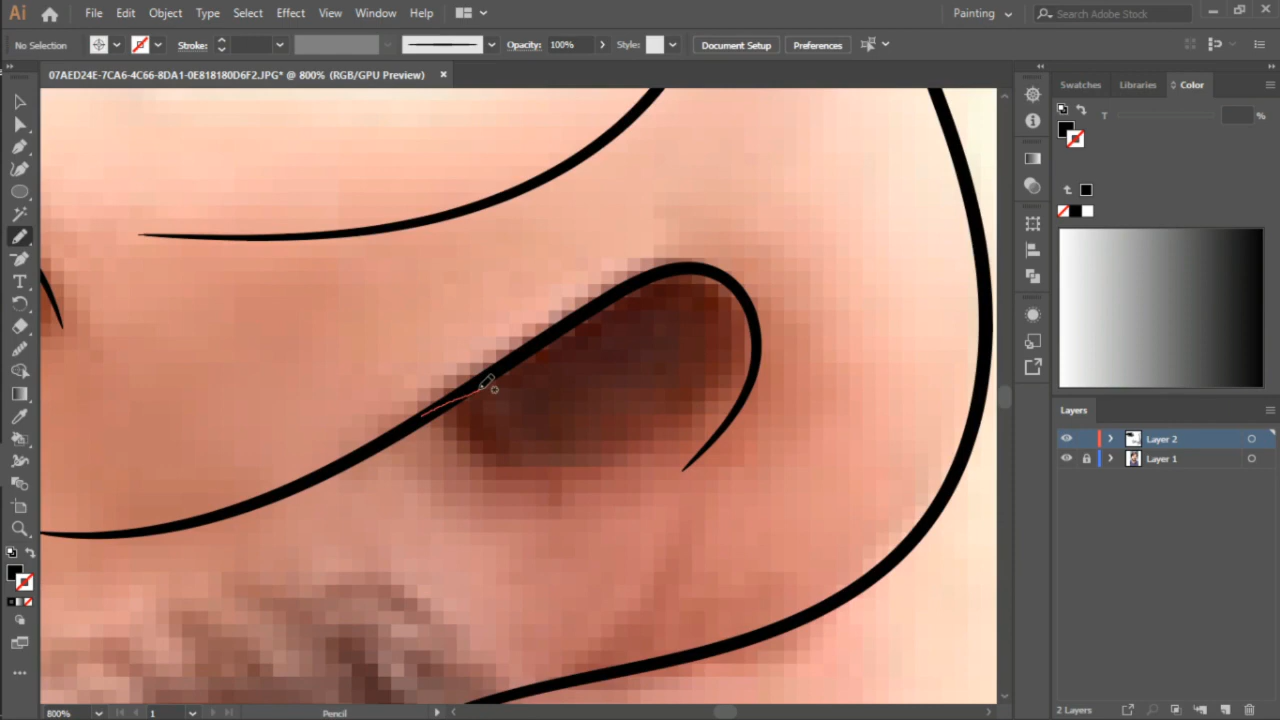 Ai File Edit Object Type Select Effect View Window Help Painting Search Adobe Stock
No Selection Stroke: Opacity: 100% Style: Document Setup Preferences
07AED24E-7CA6-4C66-8DA1-0E818180D6F2.JPG* @ 800% (RGB/GPU Preview)
Swatches Libraries Color
T %
Layers
Layer 2
Layer 1
800% 1 Pencil 2 Layers